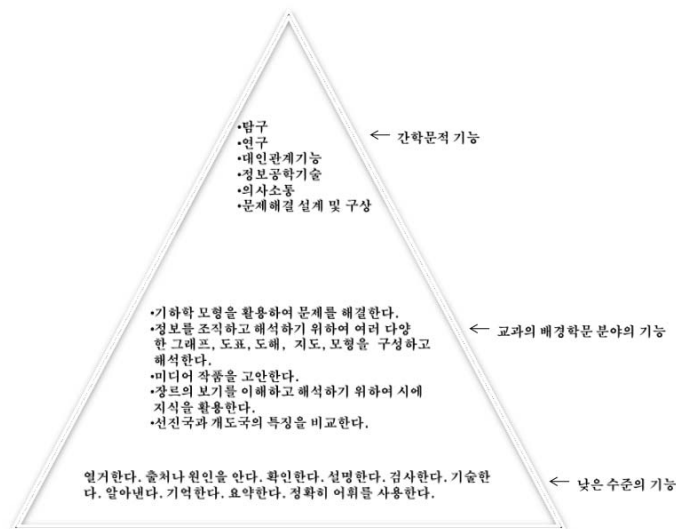 •탐구
•연구
•대인관계기능
•정보공학기술
•의사소통
•문제해결 설계 및 구상
← 간학문적 기능
•기하학 모형을 활용하여 문제를 해결한다.
•정보를 조직하고 해석하기 위하여 여러 다양
한 그래프, 도표, 도해, 지도, 모형을 구성하고
해석한다.
•미디어 작품을 고안한다.
•장르의 보기를 이해하고 해석하기 위하여 시에
지식을 활용한다.
•선진국과 개도국의 특징을 비교한다.
← 교과의 배경학문 분야의 기능
열거한다. 출처나 원인을 안다. 확인한다. 설명한다. 검사한다. 기술한
다. 알아낸다. 기억한다. 요약한다. 정확히 어휘를 사용한다.
← 낮은 수준의 기능